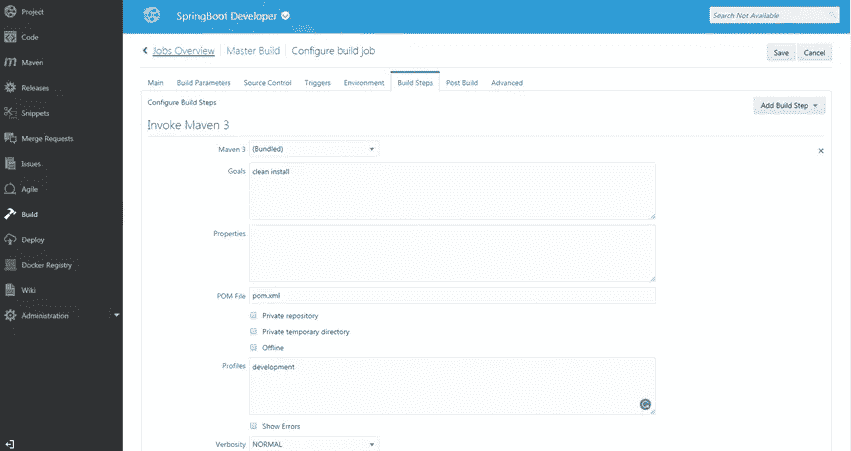 Project
Code
Maven
Releases
Snippets
Merge Requests
Issues
Agile
Build
Deploy
Docker Registry
Wiki
Administration
SpringBoot Developer
Search Not Available
Jobs Overview Master Build Configure build job
Save Cancel
Main Build Parameters Source Control Triggers Environment Build Steps Post Build Advanced
Configure Build Steps
Add Build Step
Invoke Maven 3
Maven 3 (Bundled)
Goals clean install
Properties
POM File pom.xml
Private repository
Private temporary directory
Offline
Profiles development
Show Errors
Verbosity NORMAL